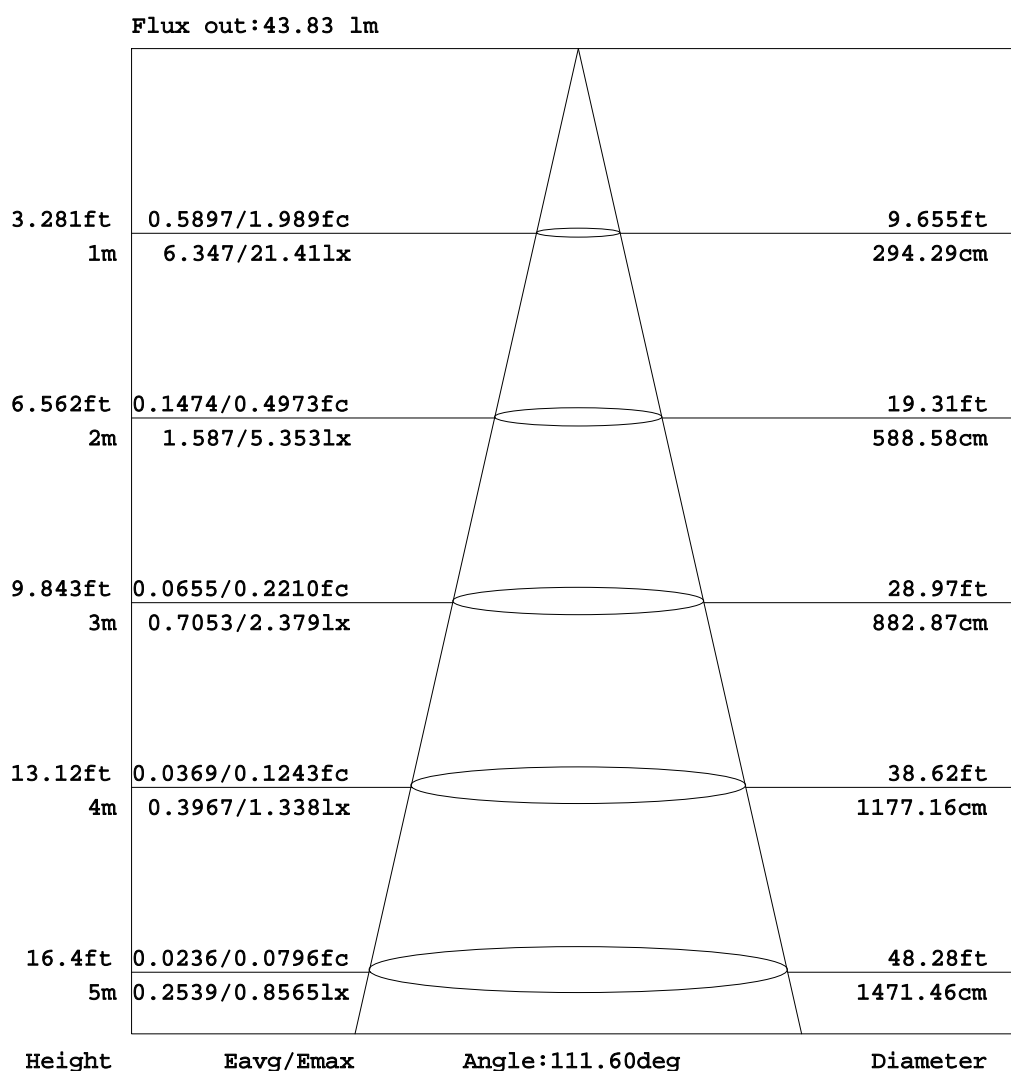 Flux out:43.83 lm
3.281ft 0.5897/1.989fc 9.655ft
1m 6.347/21.41lx 294.29cm
6.562ft 0.1474/0.4973fc 19.31ft
2m 1.587/5.353lx 588.58cm
9.843ft 0.0655/0.2210fc 28.97ft
3m 0.7053/2.379lx 882.87cm
13.12ft 0.0369/0.1243fc 38.62ft
4m 0.3967/1.338lx 1177.16cm
16.4ft 0.0236/0.0796fc 48.28ft
5m 0.2539/0.8565lx 1471.46cm
Height Eavg/Emax Angle:111.60deg Diameter